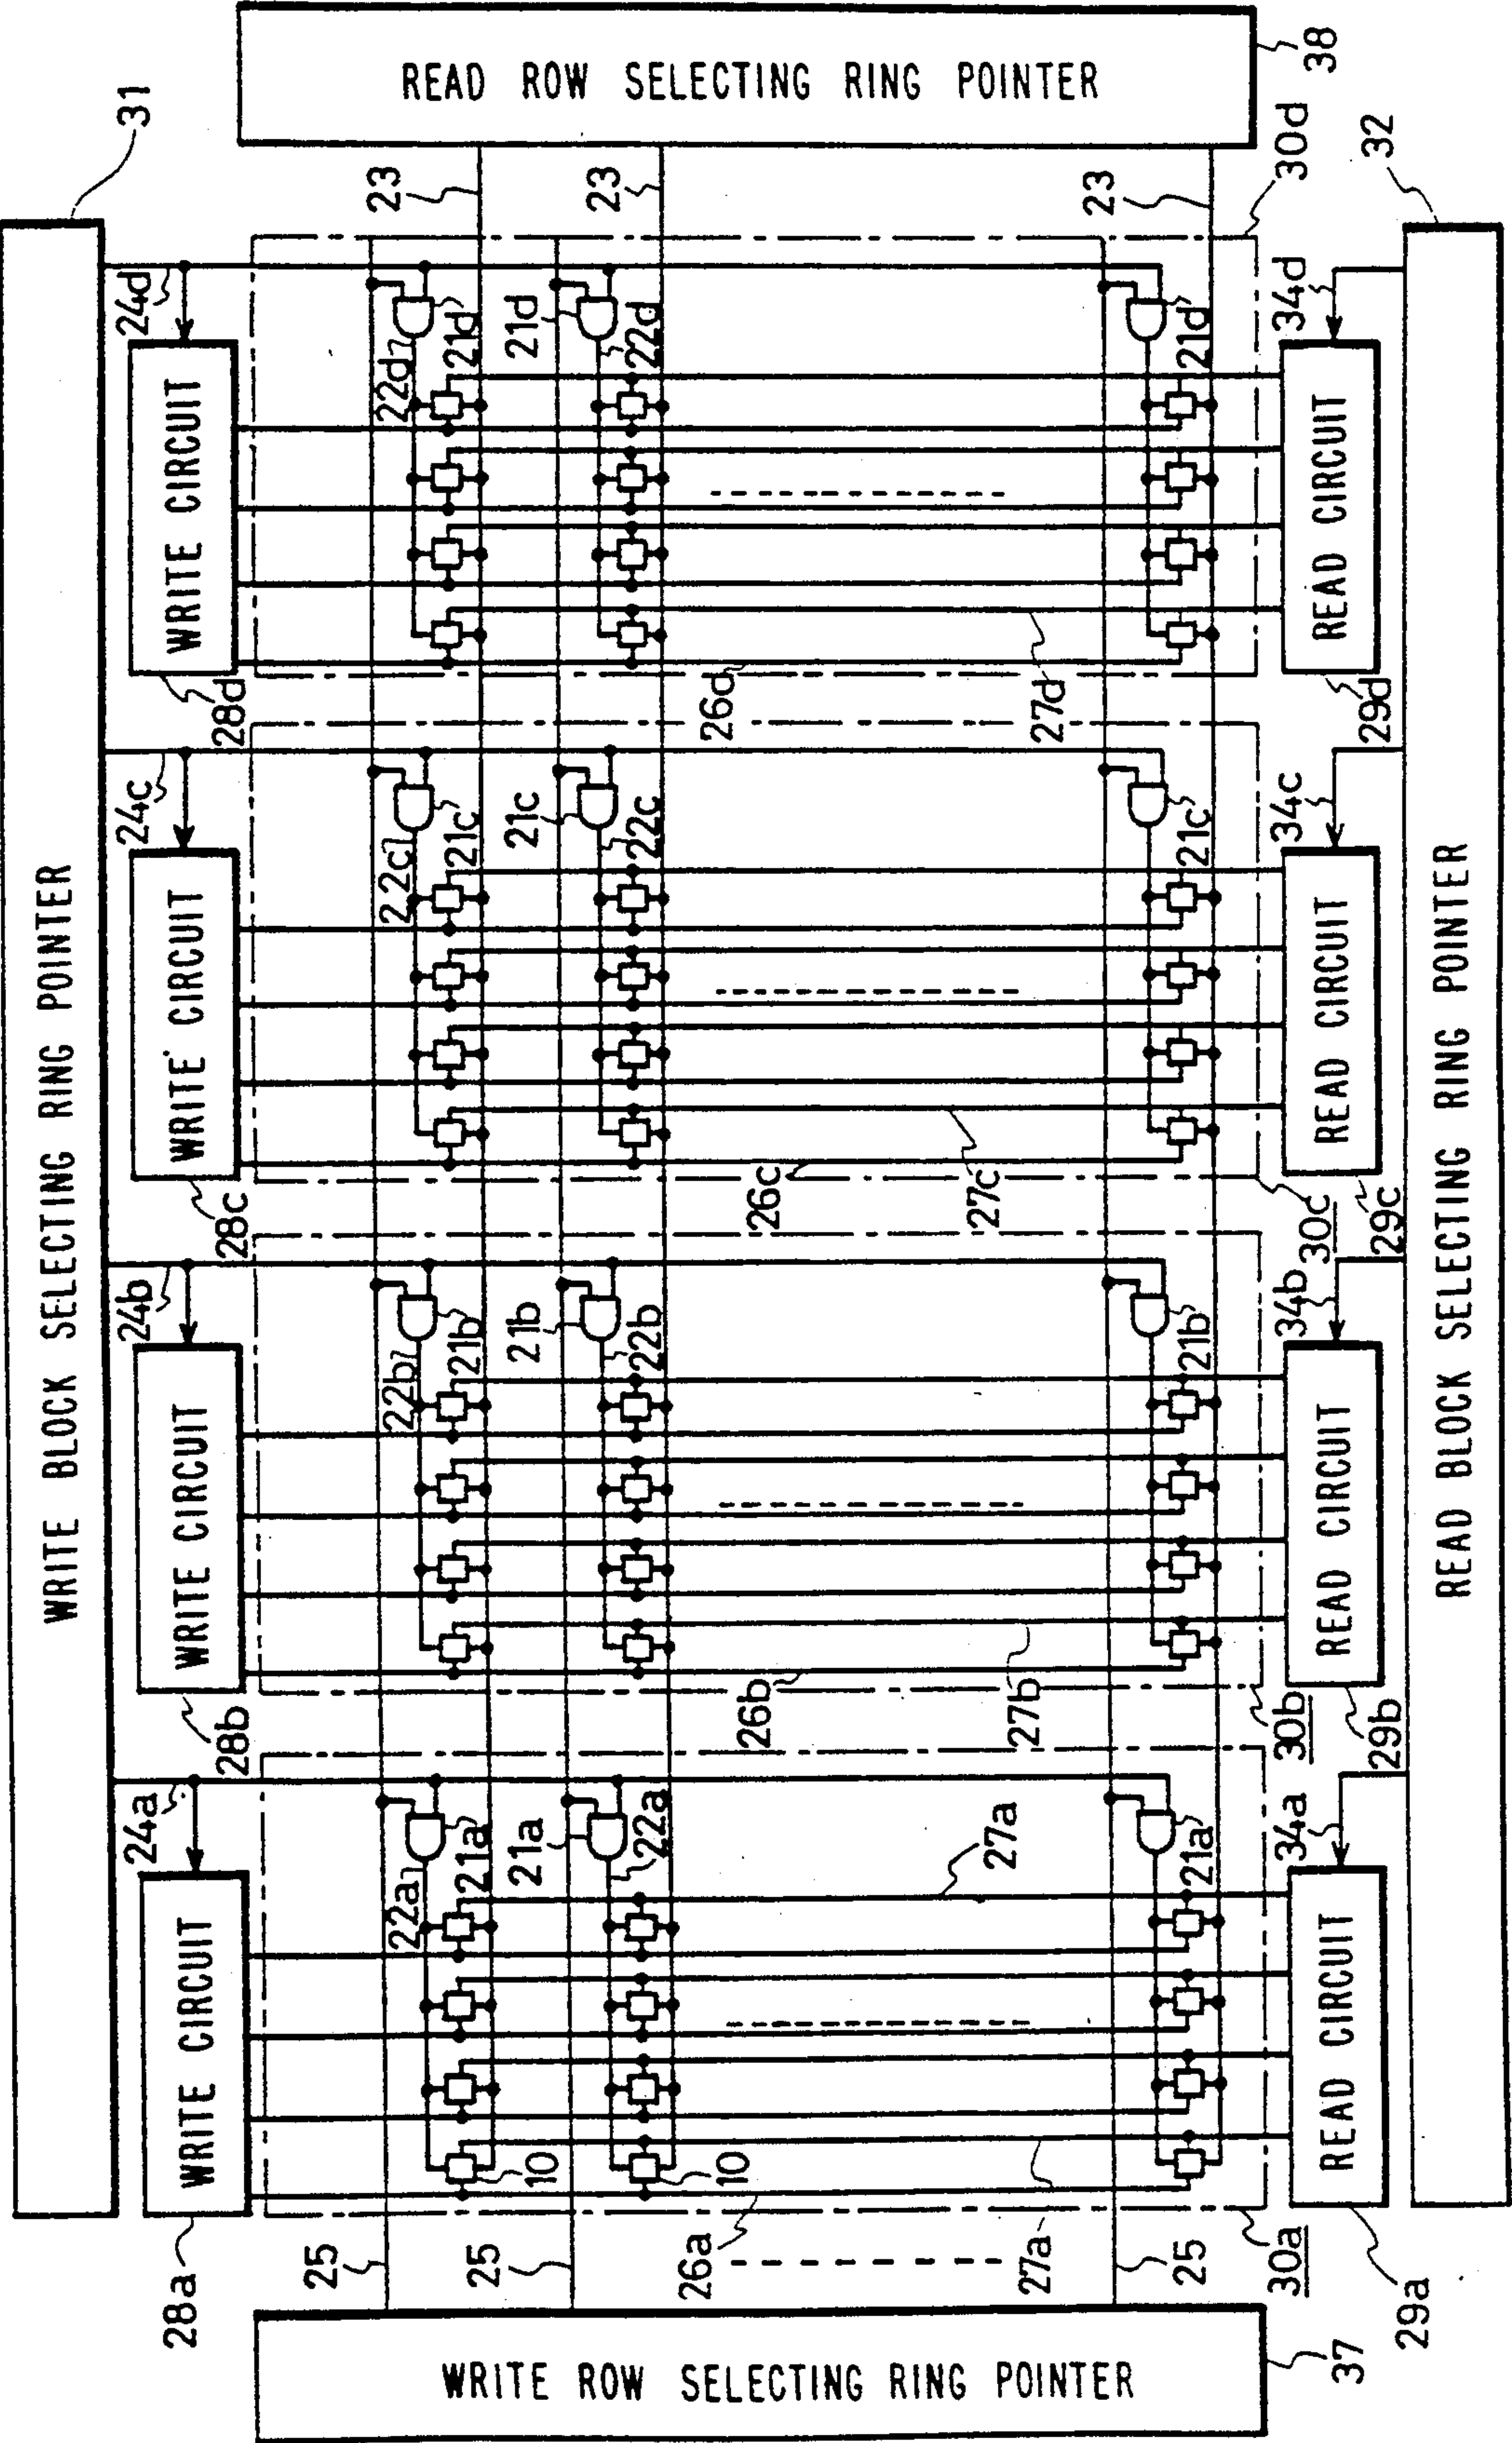 31
WRITE BLOCK SELECTING RING POINTER
24a
24b
24c
24d
28a
WRITE CIRCUIT
28b
WRITE CIRCUIT
28c
WRITE CIRCUIT
28d
WRITE CIRCUIT
WRITE ROW SELECTING RING POINTER
37
READ ROW SELECTING RING POINTER
38
25
22a
21a
22b
21b
22c
21c
22d
21d
23
10
25
21a
22a
21b
22b
21c
22c
21d
22d
23
10
26a
27a
26b
26c
26d
27a
27b
27c
27d
25
21a
21b
21c
21d
23
30a
30b
30c
30d
34a
34b
34c
34d
READ CIRCUIT
29a
READ CIRCUIT
29b
READ CIRCUIT
29c
READ CIRCUIT
29d
READ BLOCK SELECTING RING POINTER
32